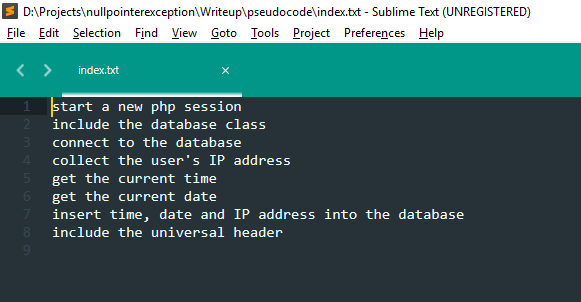 D:\Projects\nullpointerexception\Writeup\pseudocode\index.txt - Sublime Text (UNREGISTERED)
File Edit Selection Find View Goto Tools Project Preferences Help
index.txt
1 start a new php session
2 include the database class
3 connect to the database
4 collect the user's IP address
5 get the current time
6 get the current date
7 insert time, date and IP address into the database
8 include the universal header
9